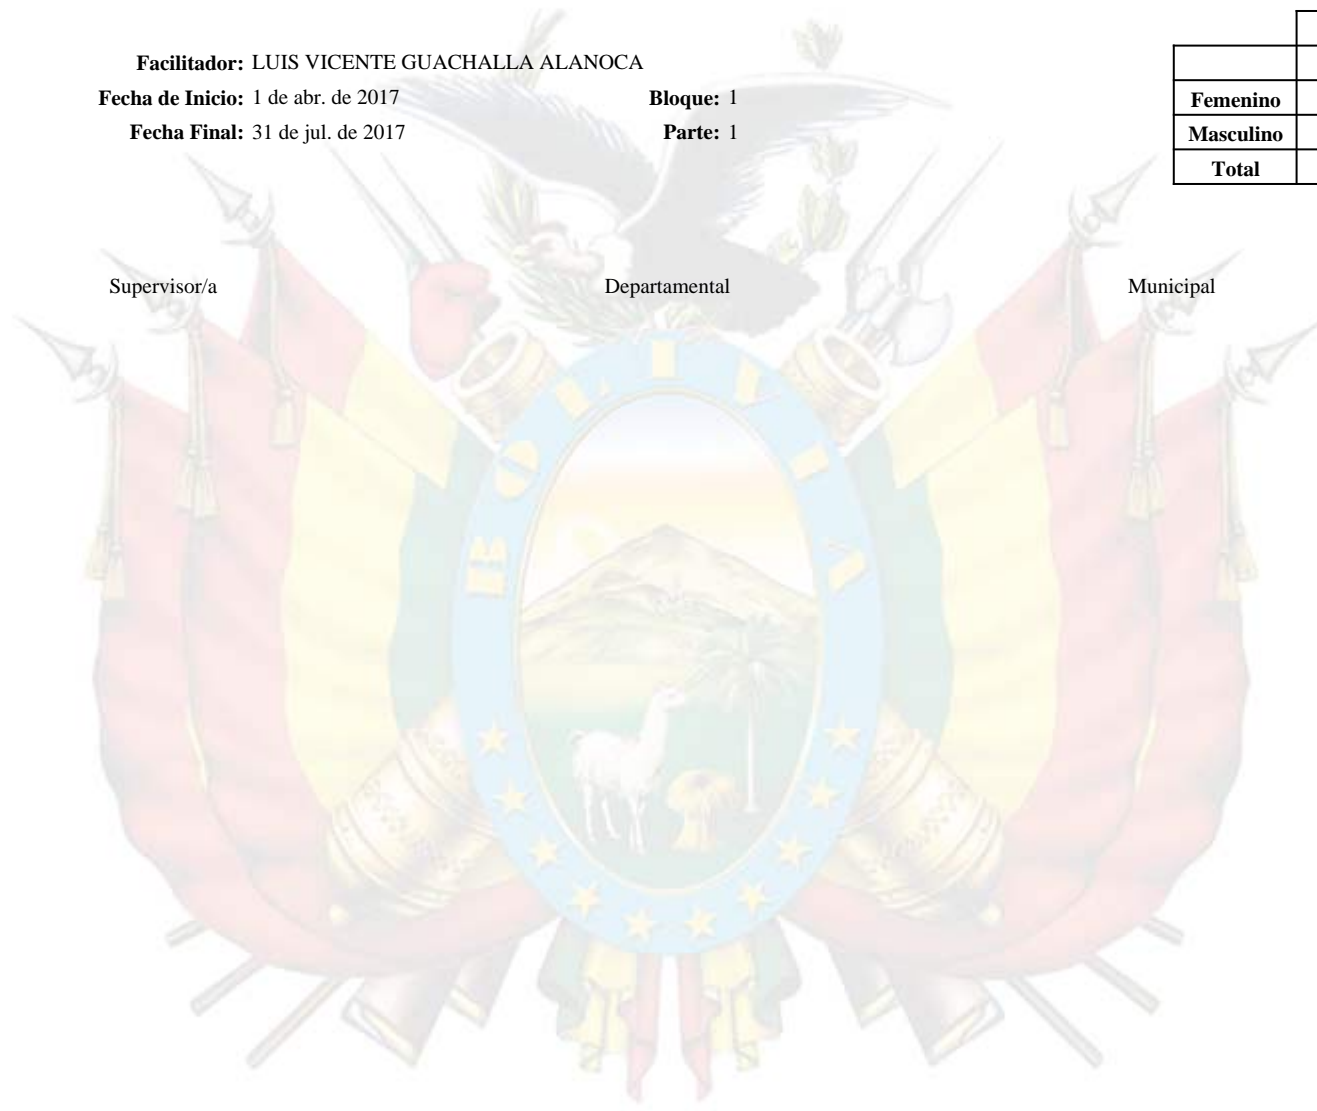 Facilitador: LUIS VICENTE GUACHALLA ALANOCA
Fecha de Inicio: 1 de abr. de 2017 Bloque: 1
Fecha Final: 31 de jul. de 2017 Parte: 1
Femenino
Masculino
Total
Supervisor/a Departamental Municipal
BOLIVIA